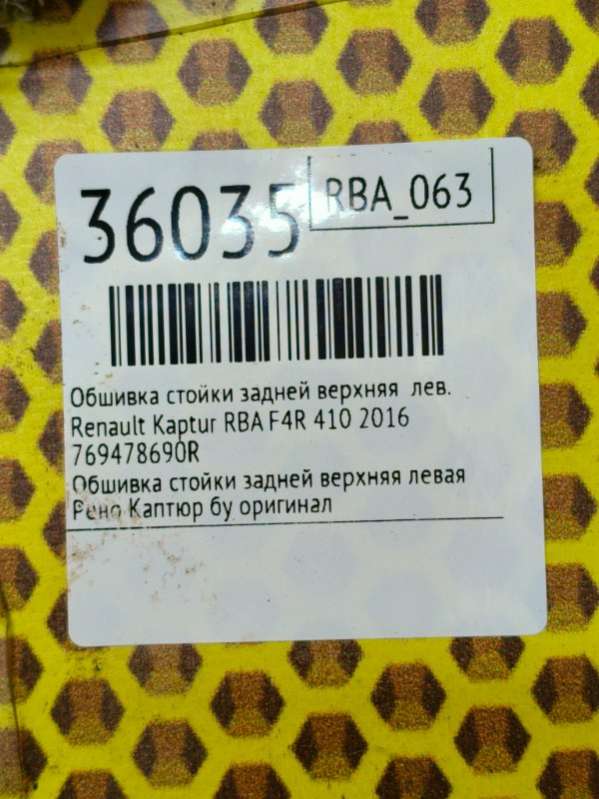 36035
RBA_063
Обшивка стойки задней верхняя лев.
Renault Kaptur RBA F4R 410 2016
769478690R
Обшивка стойки задней верхняя левая
Рено Каптюр бу оригинал